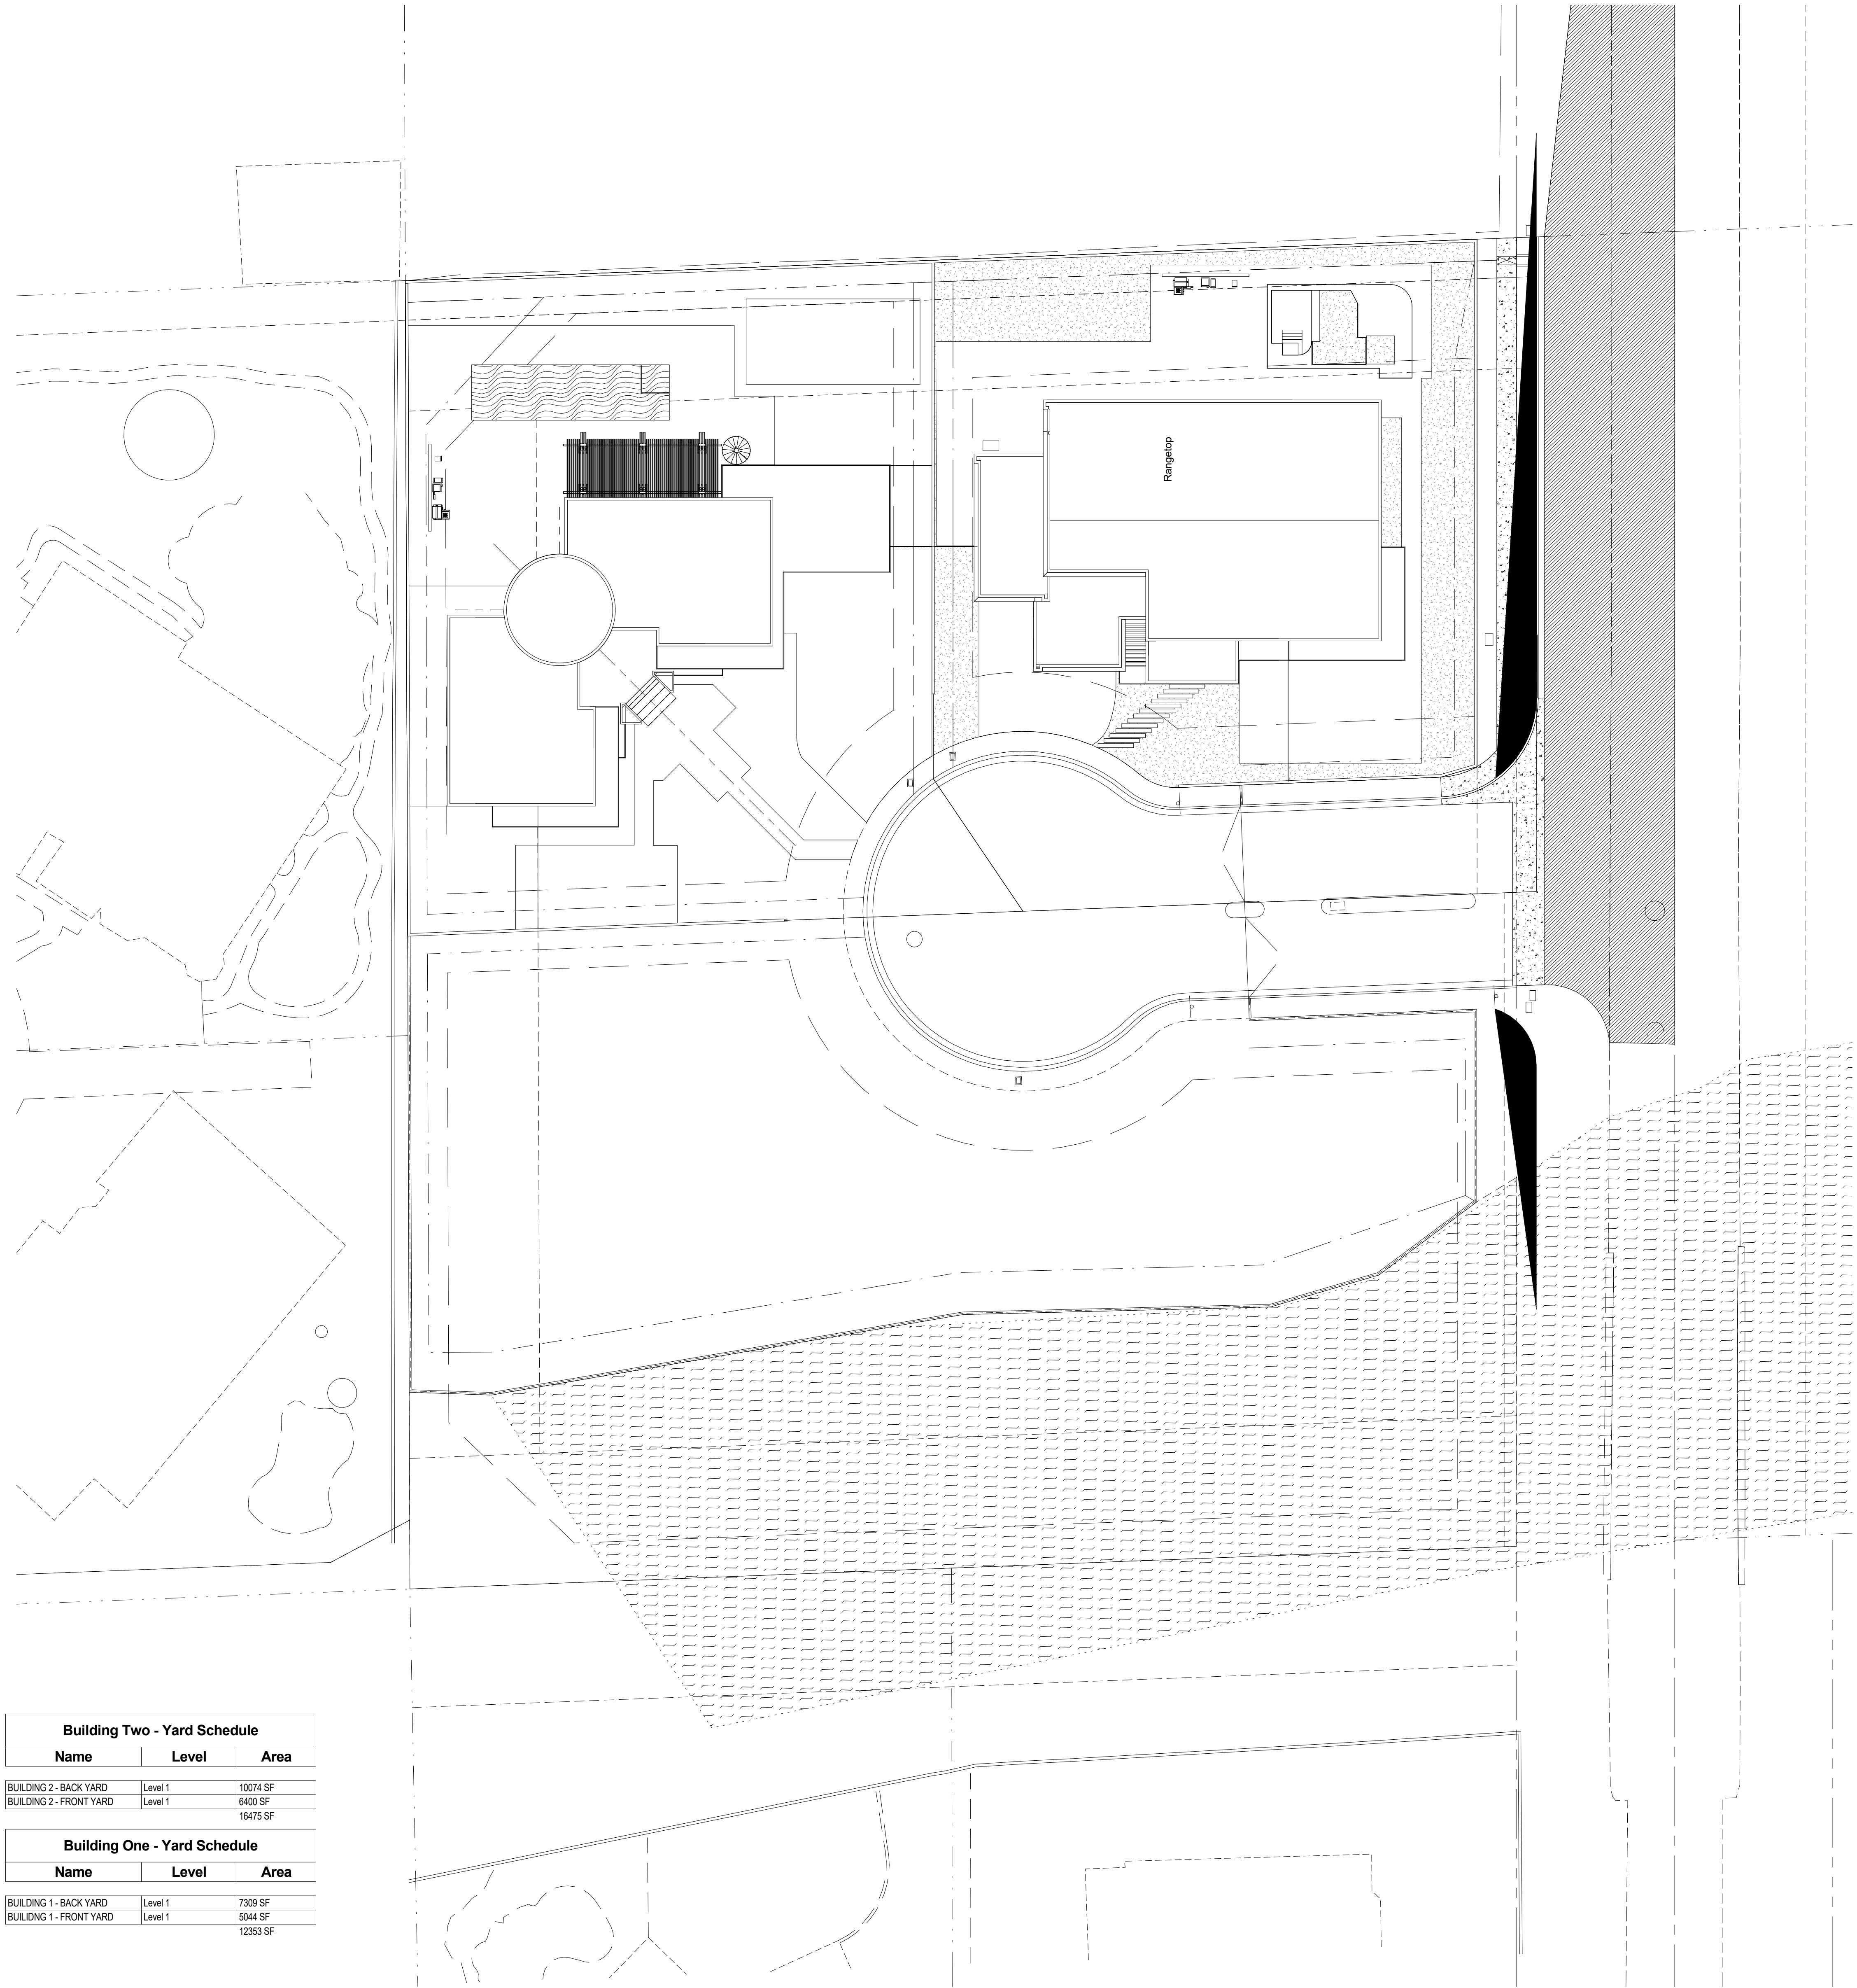 Rangetop
Building Two - Yard Schedule
Name Level Area
BUILDING 2 - BACK YARD Level 1 10074 SF
BUILDING 2 - FRONT YARD Level 1 6400 SF
16475 SF
Building One - Yard Schedule
Name Level Area
BUILDING 1 - BACK YARD Level 1 7309 SF
BUILIDNG 1 - FRONT YARD Level 1 5044 SF
12353 SF